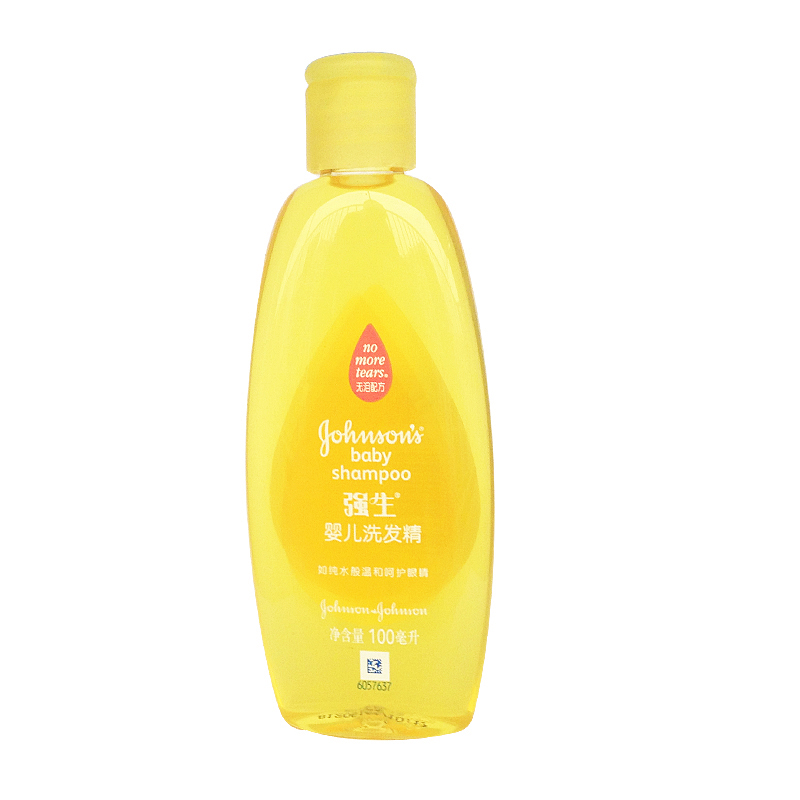 no
more
tears™
无泪配方
Johnson's®
baby
shampoo
强生®
婴儿洗发精
如纯水般温和呵护眼睛
Johnson & Johnson
净含量 100毫升
6057637